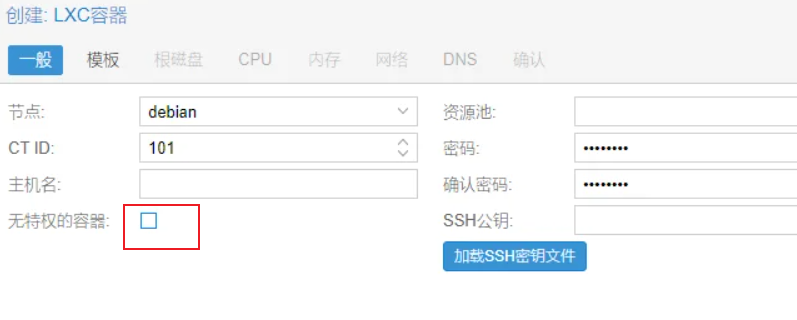 创建: LXC容器
一般 模板 根磁盘 CPU 内存 网络 DNS 确认
节点: debian 资源池:
CT ID: 101 密码: ••••••••
主机名: 确认密码: ••••••••
无特权的容器: SSH公钥:
加载SSH密钥文件